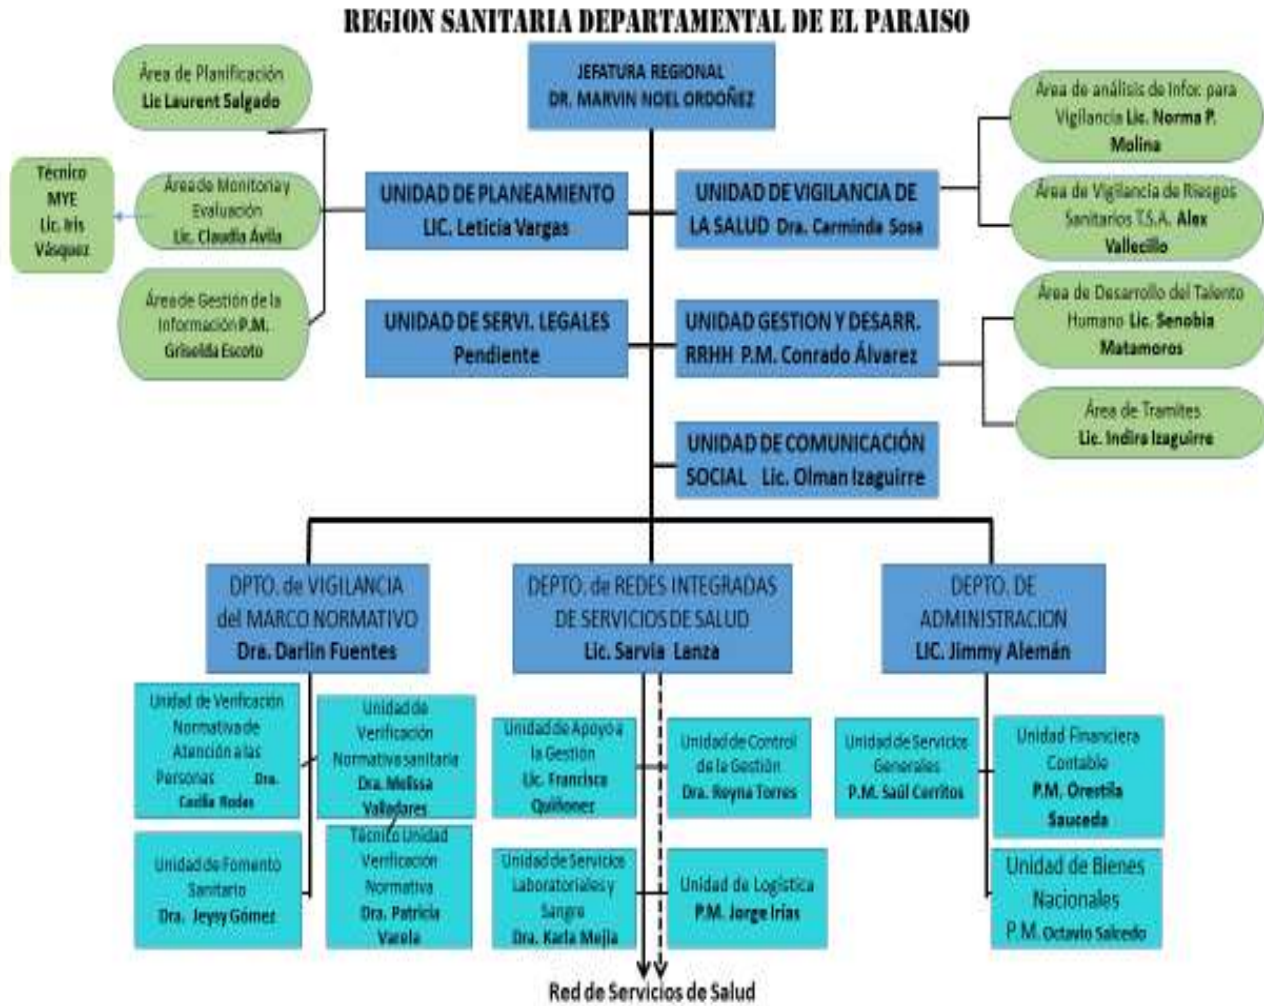 REGION SANITARIA DEPARTAMENTAL DE EL PARAISO
JEFATURA REGIONAL
DR. MARVIN NOEL ORDOÑEZ
Área de Planificación
Lic Laurent Salgado
Área de análisis de Infor. para
Vigilancia Lic. Norma P.
Molina
Técnico
MYE
Lic. Iris
Vásquez
Área de Monitoria y
Evaluación
Lic. Claudia Ávila
UNIDAD DE PLANEAMIENTO
LIC. Leticia Vargas
UNIDAD DE VIGILANCIA DE
LA SALUD Dra. Carminda Sosa
Área de Vigilancia de Riesgos
Sanitarios T.S.A. Alex
Vallecillo
Área de Gestión de la
Información P.M.
Griselda Escoto
UNIDAD DE SERVI. LEGALES
Pendiente
UNIDAD GESTION Y DESARR.
RRHH P.M. Conrado Álvarez
Área de Desarrollo del Talento
Humano Lic. Senobia
Matamoros
Área de Tramites
Lic. Indira Izaguirre
UNIDAD DE COMUNICACIÓN
SOCIAL Lic. Olman Izaguirre
DPTO. de VIGILANCIA
del MARCO NORMATIVO
Dra. Darlin Fuentes
DEPTO. de REDES INTEGRADAS
DE SERVICIOS DE SALUD
Lic. Sarvia Lanza
DEPTO. DE
ADMINISTRACION
LIC. Jimmy Alemán
Unidad de Verificación
Normativa de
Atención a las
Personas Dra.
Cecilia Rodas
Unidad de
Verificación
Normativa sanitaria
Dra. Melissa
Valladares
Unidad de Apoyo a
la Gestión
Lic. Francisca
Quiñonez
Unidad de Control
de la Gestión
Dra. Reyna Torres
Unidad de Servicios
Generales
P.M. Saúl Cerritos
Unidad Financiera
Contable
P.M. Orestila
Sauceda
Unidad de Fomento
Sanitario
Dra. Jeysy Gómez
Técnico Unidad
Verificación
Normativa
Dra. Patricia
Varela
Unidad de Servicios
Laboratoriales y
Sangre
Dra. Karla Mejía
Unidad de Logística
P.M. Jorge Irías
Unidad de Bienes
Nacionales
P.M. Octavio Salcedo
Red de Servicios de Salud